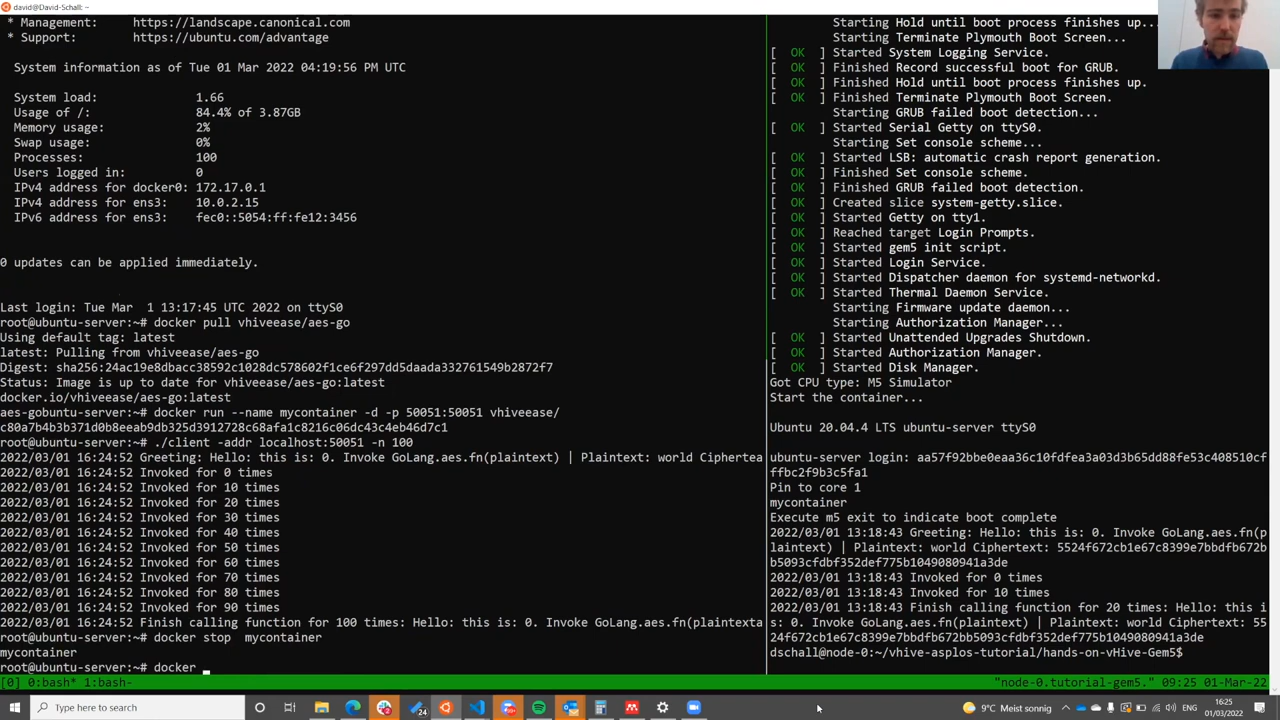 david@David-Schall: ~
* Management: https://landscape.canonical.com
* Support: https://ubuntu.com/advantage
System information as of Tue 01 Mar 2022 04:19:56 PM UTC
System load: 1.66
Usage of /: 84.4% of 3.87GB
Memory usage: 2%
Swap usage: 0%
Processes: 100
Users logged in: 0
IPv4 address for docker0: 172.17.0.1
IPv4 address for ens3: 10.0.2.15
IPv6 address for ens3: fec0::5054:ff:fe12:3456
0 updates can be applied immediately.
Last login: Tue Mar 1 13:17:45 UTC 2022 on ttyS0
root@ubuntu-server:~# docker pull vhiveease/aes-go
Using default tag: latest
latest: Pulling from vhiveease/aes-go
Digest: sha256:24ac19e8dbacc38592c1028dc578602f1ce6f297dd5daada332761549b2872f7
Status: Image is up to date for vhiveease/aes-go:latest
docker.io/vhiveease/aes-go:latest
aes-gobuntu-server:~# docker run --name mycontainer -d -p 50051:50051 vhiveease/
c80a7b4b3b371d0b8eeab9db325d3912728c68afa1c8216c06dc43c4eb46d7c1
root@ubuntu-server:~# ./client -addr localhost:50051 -n 100
2022/03/01 16:24:52 Greeting: Hello: this is: 0. Invoke GoLang.aes.fn(plaintext) | Plaintext: world Ciphertea
2022/03/01 16:24:52 Invoked for 0 times
2022/03/01 16:24:52 Invoked for 10 times
2022/03/01 16:24:52 Invoked for 20 times
2022/03/01 16:24:52 Invoked for 30 times
2022/03/01 16:24:52 Invoked for 40 times
2022/03/01 16:24:52 Invoked for 50 times
2022/03/01 16:24:52 Invoked for 60 times
2022/03/01 16:24:52 Invoked for 70 times
2022/03/01 16:24:52 Invoked for 80 times
2022/03/01 16:24:52 Invoked for 90 times
2022/03/01 16:24:52 Finish calling function for 100 times: Hello: this is: 0. Invoke GoLang.aes.fn(plaintexta
root@ubuntu-server:~# docker stop mycontainer
mycontainer
root@ubuntu-server:~# docker
Starting Hold until boot process finishes up...
Starting Terminate Plymouth Boot Screen...
[ OK ] Started System Logging Service.
[ OK ] Finished Record successful boot for GRUB.
[ OK ] Finished Hold until boot process finishes up.
[ OK ] Finished Terminate Plymouth Boot Screen.
Starting GRUB failed boot detection...
[ OK ] Started Serial Getty on ttyS0.
Starting Set console scheme...
[ OK ] Started LSB: automatic crash report generation.
[ OK ] Finished Set console scheme.
[ OK ] Finished GRUB failed boot detection.
[ OK ] Created slice system-getty.slice.
[ OK ] Started Getty on tty1.
[ OK ] Reached target Login Prompts.
[ OK ] Started gem5 init script.
[ OK ] Started Login Service.
[ OK ] Started Dispatcher daemon for systemd-networkd.
[ OK ] Started Thermal Daemon Service.
Starting Firmware update daemon...
Starting Authorization Manager...
[ OK ] Started Unattended Upgrades Shutdown.
[ OK ] Started Authorization Manager.
[ OK ] Started Disk Manager.
Got CPU type: M5 Simulator
Start the container...
Ubuntu 20.04.4 LTS ubuntu-server ttyS0
ubuntu-server login: aa57f92bbe0eaa36c10fdfea3a03d3b65dd88fe53c408510cf
ffbc2f9b3c5fa1
Pin to core 1
mycontainer
Execute m5 exit to indicate boot complete
2022/03/01 13:18:43 Greeting: Hello: this is: 0. Invoke GoLang.aes.fn(p
laintext) | Plaintext: world Ciphertext: 5524f672cb1e67c8399e7bbdfb672b
b5093cfdbf352def775b1049080941a3de
2022/03/01 13:18:43 Invoked for 0 times
2022/03/01 13:18:43 Invoked for 10 times
2022/03/01 13:18:43 Finish calling function for 20 times: Hello: this i
s: 0. Invoke GoLang.aes.fn(plaintext) | Plaintext: world Ciphertext: 55
24f672cb1e67c8399e7bbdfb672bb5093cfdbf352def775b1049080941a3de
dschall@node-0:~/vhive-asplos-tutorial/hands-on-vHive-Gem5$
[0] 0:bash* 1:bash- "node-0.tutorial-gem5." 09:25 01-Mar-22
Type here to search
24
9°C Meist sonnig
16:25
01/03/2022